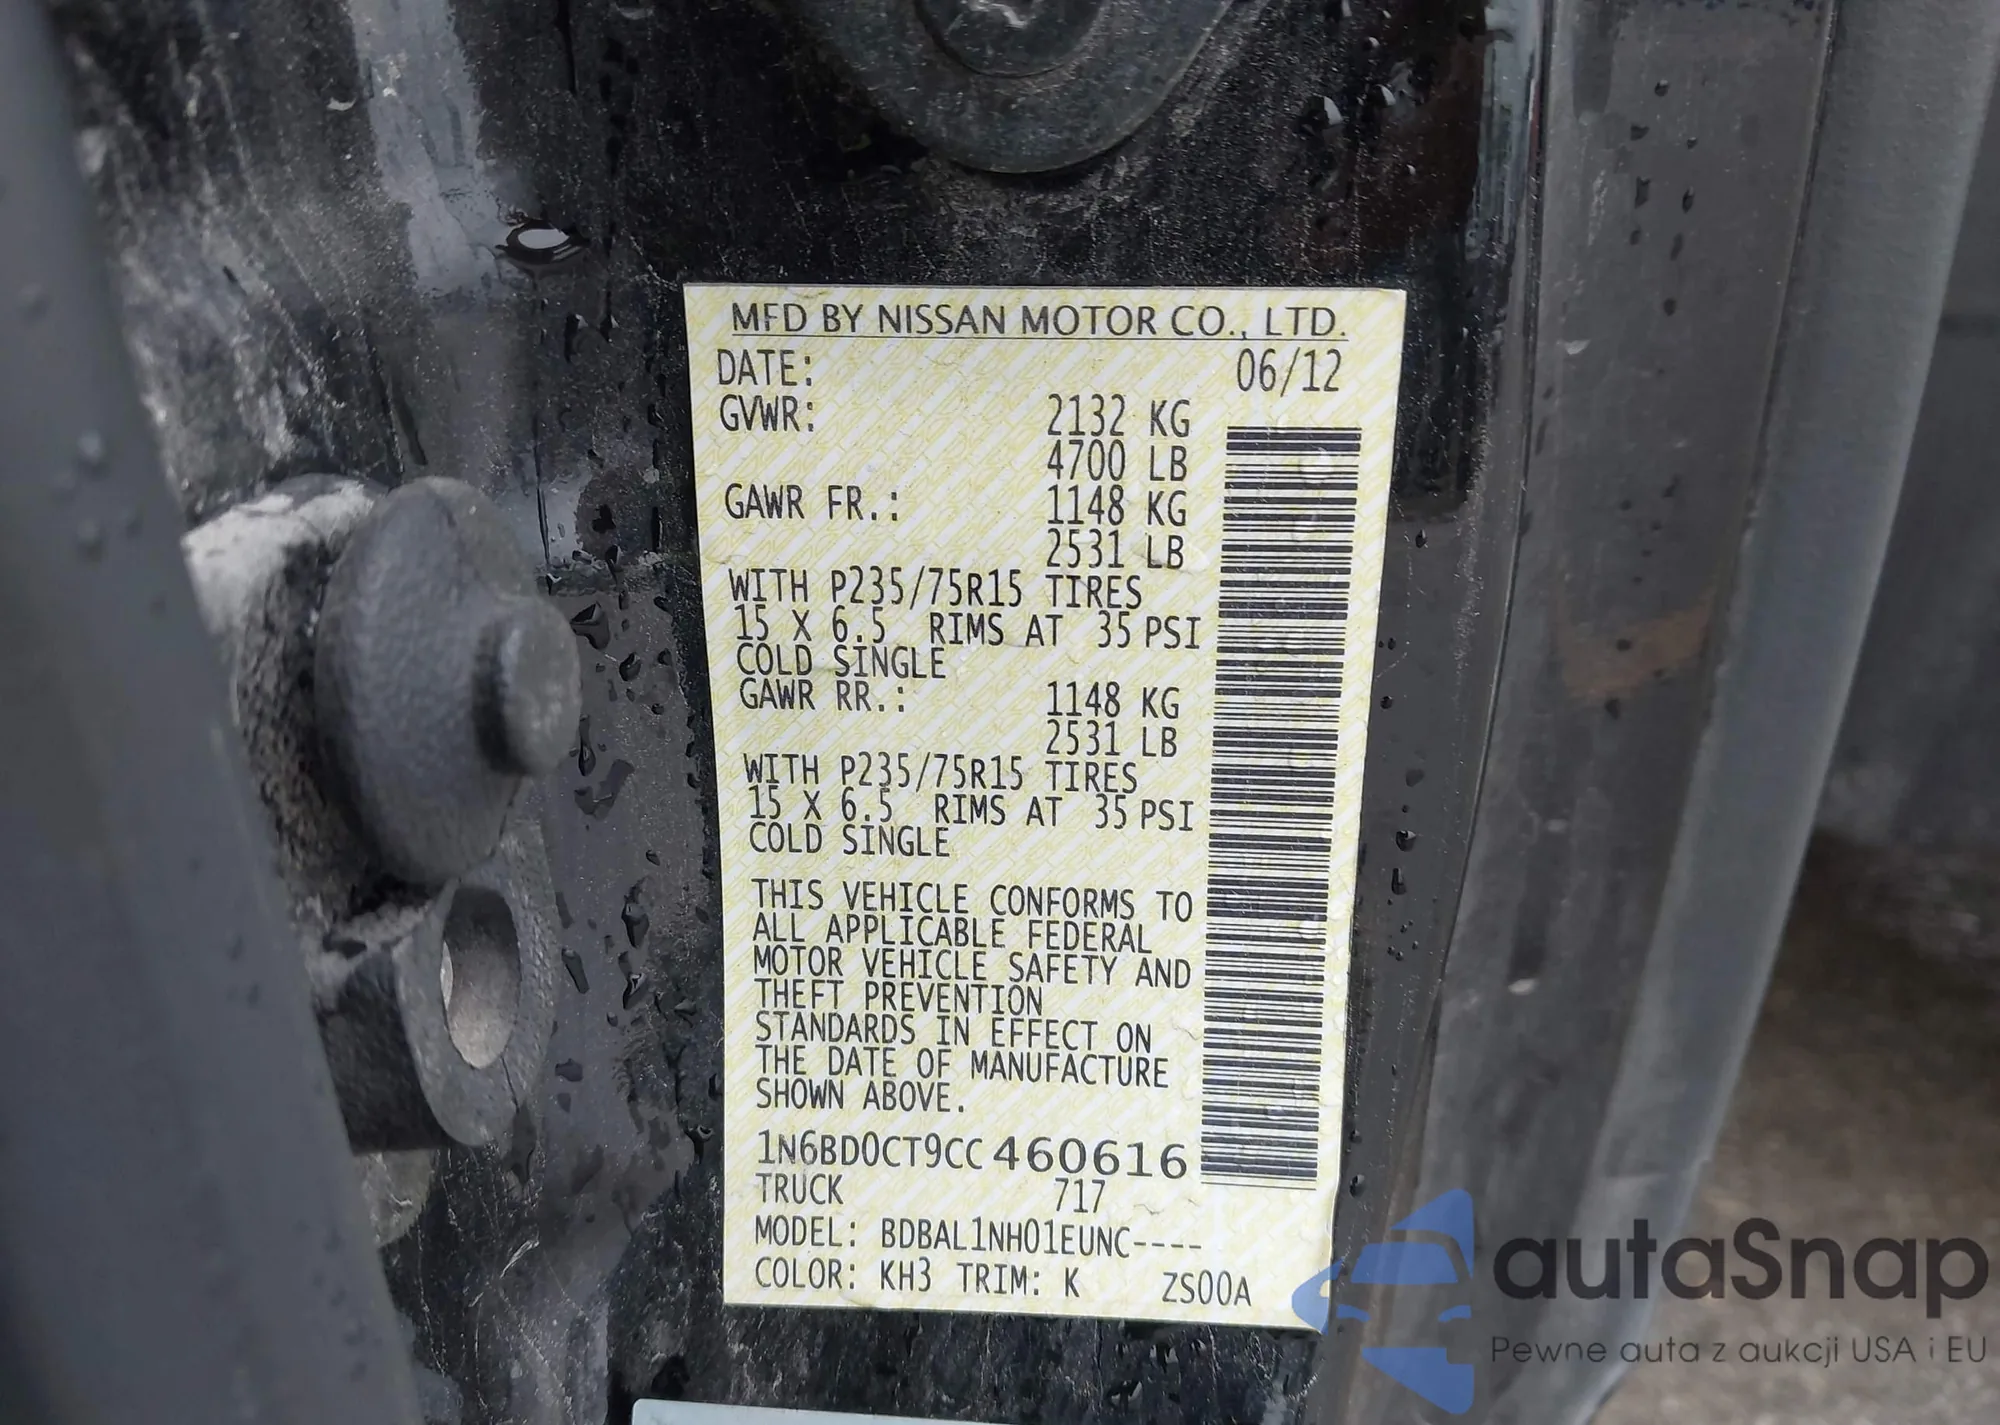 MFD BY NISSAN MOTOR CO., LTD.
DATE: 06/12
GVWR: 2132 KG
4700 LB
GAWR FR.: 1148 KG
2531 LB
WITH P235/75R15 TIRES
15 X 6.5 RIMS AT 35 PSI
COLD SINGLE
GAWR RR.: 1148 KG
2531 LB
WITH P235/75R15 TIRES
15 X 6.5 RIMS AT 35 PSI
COLD SINGLE
THIS VEHICLE CONFORMS TO
ALL APPLICABLE FEDERAL
MOTOR VEHICLE SAFETY AND
THEFT PREVENTION
STANDARDS IN EFFECT ON
THE DATE OF MANUFACTURE
SHOWN ABOVE.
1N6BD0CT9CC460616
TRUCK 717
MODEL: BDBAL1NH01EUNC----
COLOR: KH3 TRIM: K ZS00A
autaSnap
Pewne auta z aukcji USA i EU